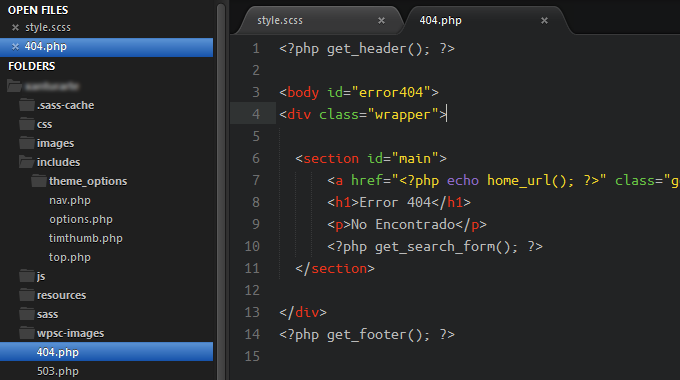 OPEN FILES
style.scss
404.php
FOLDERS
.sass-cache
css
images
includes
theme_options
nav.php
options.php
timthumb.php
top.php
js
resources
sass
wpsc-images
404.php
503.php
style.scss
404.php
1 <?php get_header(); ?>
2
3 <body id="error404">
4 <div class="wrapper">
5
6 <section id="main">
7 <a href="<?php echo home_url(); ?>" class="g
8 <h1>Error 404</h1>
9 <p>No Encontrado</p>
10 <?php get_search_form(); ?>
11 </section>
12
13 </div>
14 <?php get_footer(); ?>
15